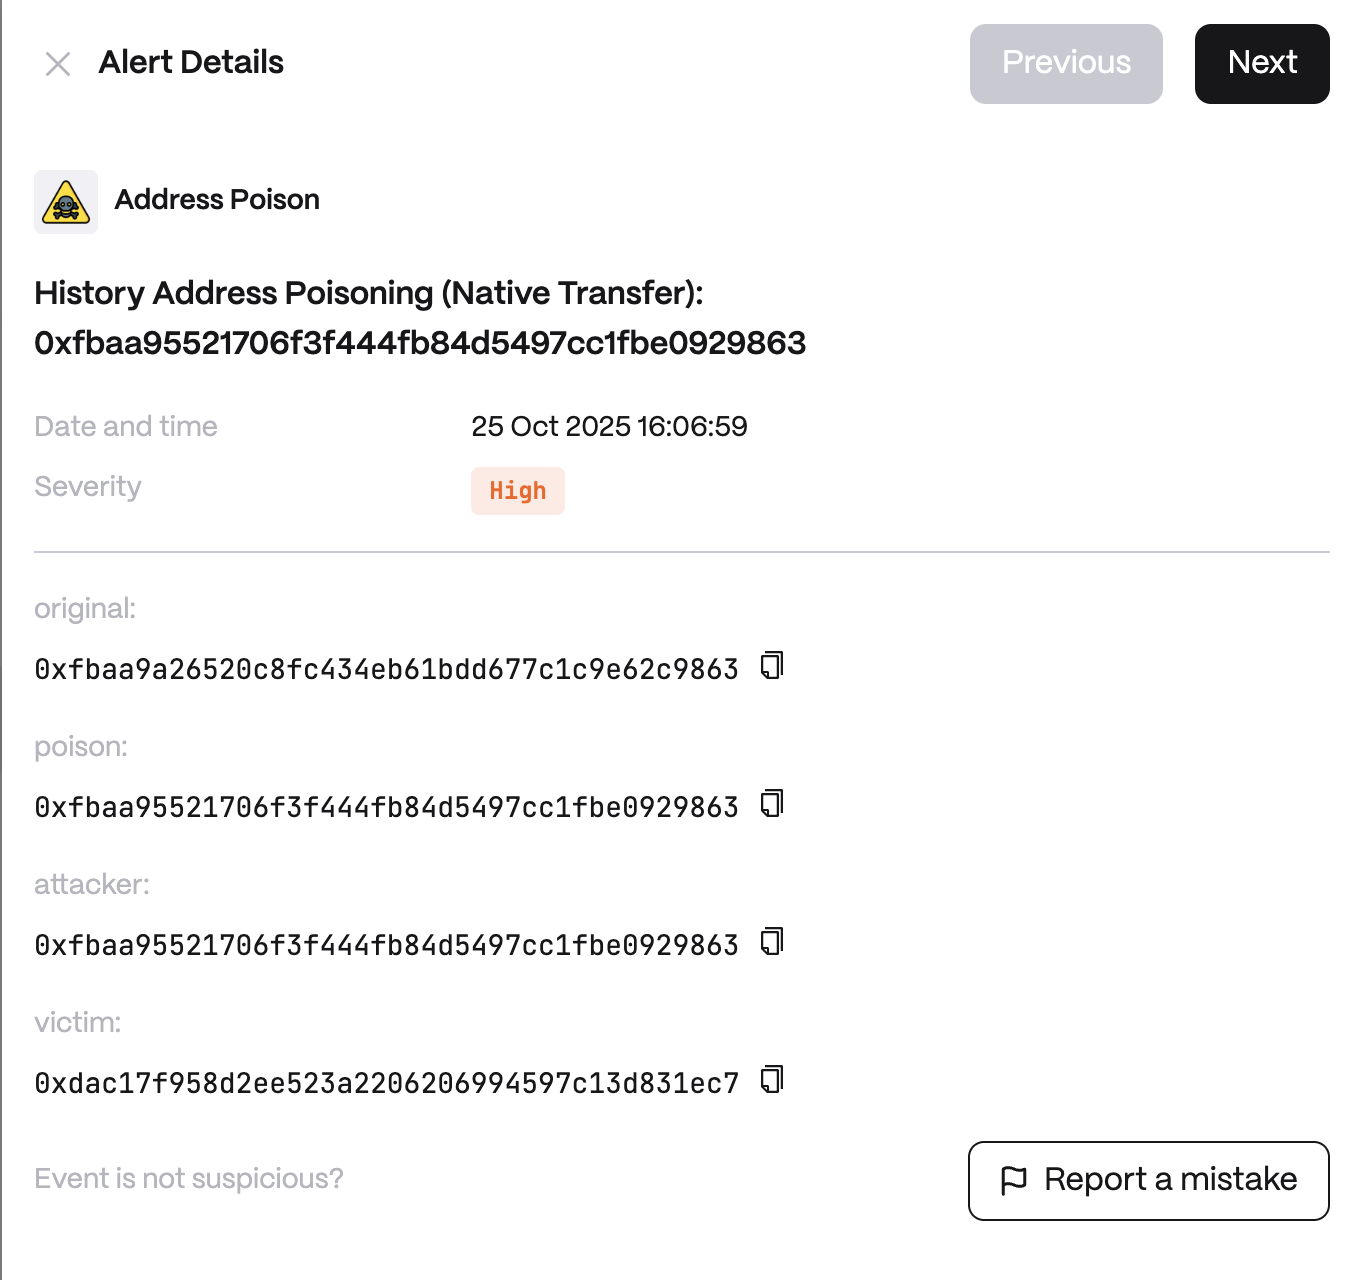 Alert Details
Previous
Next
Address Poison
History Address Poisoning (Native Transfer):
0xfbaa95521706f3f444fb84d5497cc1fbe0929863
Date and time
25 Oct 2025 16:06:59
Severity
High
original:
0xfbaa9a26520c8fc434eb61bdd677c1c9e62c9863
poison:
0xfbaa95521706f3f444fb84d5497cc1fbe0929863
attacker:
0xfbaa95521706f3f444fb84d5497cc1fbe0929863
victim:
0xdac17f958d2ee523a2206206994597c13d831ec7
Event is not suspicious?
Report a mistake